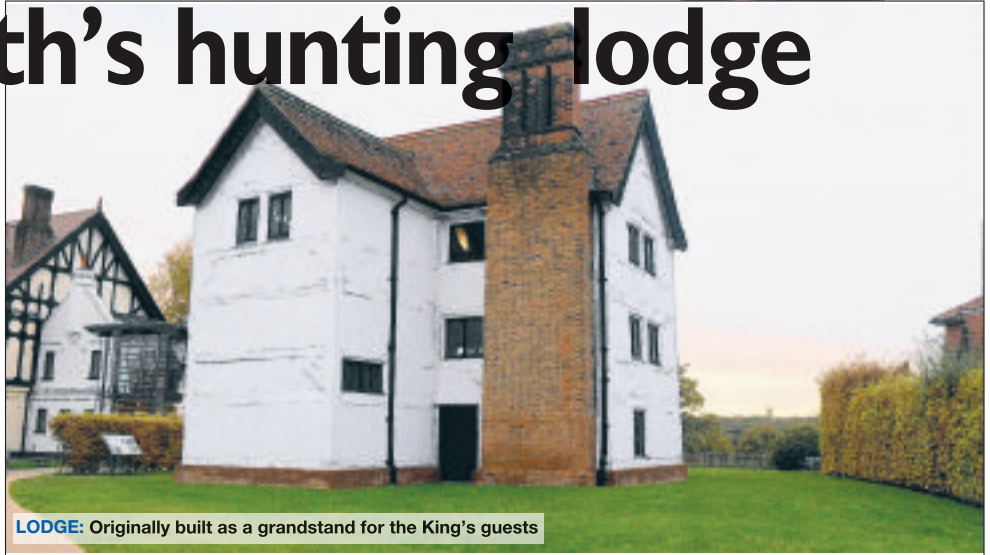 th’s hunting lodge
LODGE: Originally built as a grandstand for the King’s guests